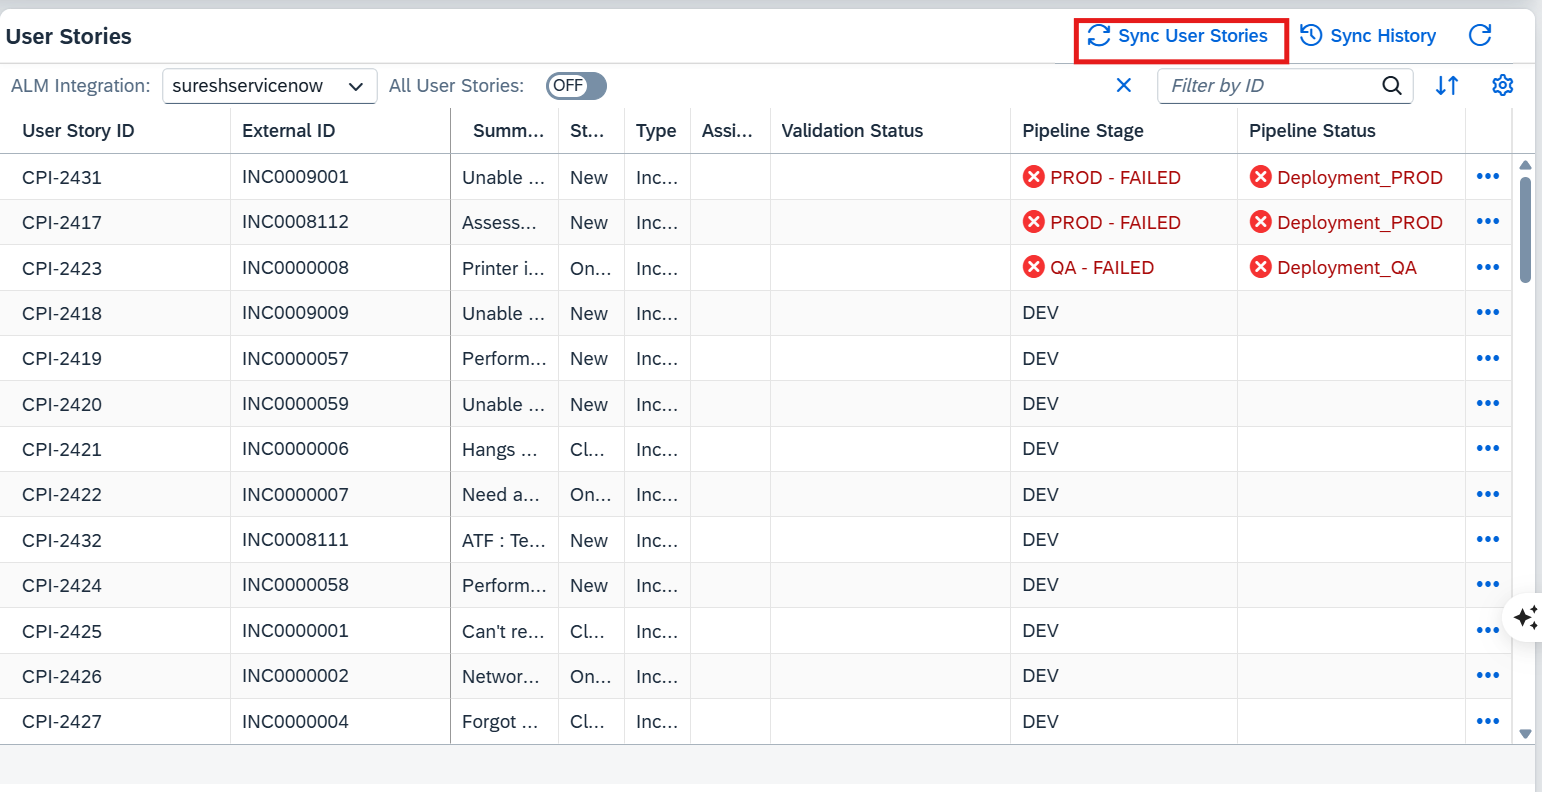 User Stories Sync User Stories Sync History
ALM Integration: sureshservicenow All User Stories: OFF Filter by ID
User Story ID External ID Summ... St... Type Assi... Validation Status Pipeline Stage Pipeline Status
CPI-2431 INC0009001 Unable ... New Inc... PROD - FAILED Deployment_PROD
CPI-2417 INC0008112 Assess... New Inc... PROD - FAILED Deployment_PROD
CPI-2423 INC0000008 Printer i... On... Inc... QA - FAILED Deployment_QA
CPI-2418 INC0009009 Unable ... New Inc... DEV
CPI-2419 INC0000057 Perform... New Inc... DEV
CPI-2420 INC0000059 Unable ... New Inc... DEV
CPI-2421 INC0000006 Hangs ... Cl... Inc... DEV
CPI-2422 INC0000007 Need a... On... Inc... DEV
CPI-2432 INC0008111 ATF : Te... New Inc... DEV
CPI-2424 INC0000058 Perform... New Inc... DEV
CPI-2425 INC0000001 Can't re... Cl... Inc... DEV
CPI-2426 INC0000002 Networ... On... Inc... DEV
CPI-2427 INC0000004 Forgot ... Cl... Inc... DEV